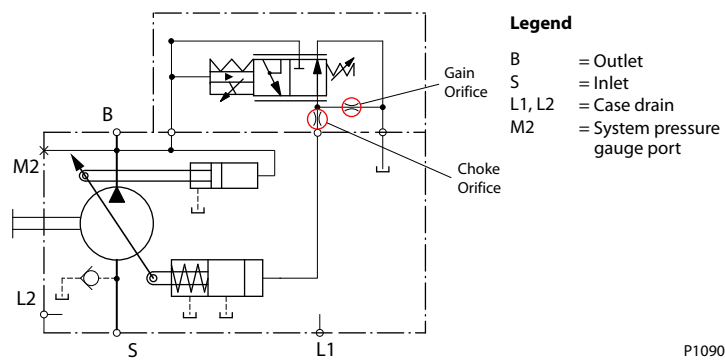 Legend
B = Outlet
S = Inlet
L1, L2 = Case drain
M2 = System pressure
gauge port
Gain
Orifice
B
M2
Choke
Orifice
L2
S
L1
P1090